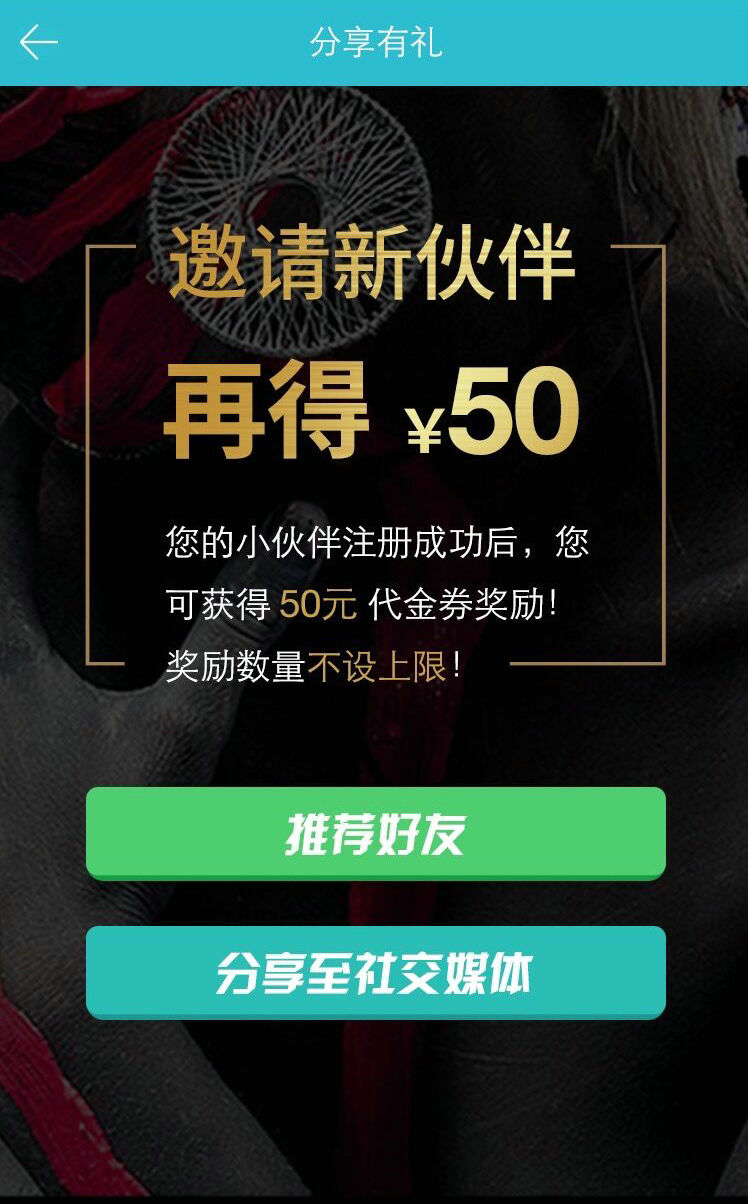 分享有礼
邀请新伙伴
再得 ¥50
您的小伙伴注册成功后，您
可获得 50元 代金券奖励！
奖励数量不设上限！
推荐好友
分享至社交媒体